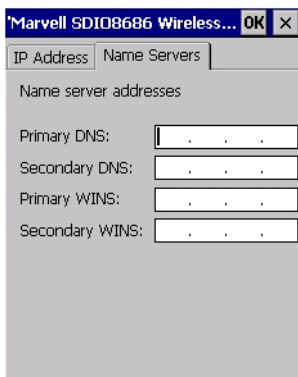 'Marvell SDIO8686 Wireless... OK ×
IP Address Name Servers
Name server addresses
Primary DNS: . . .
Secondary DNS: . . .
Primary WINS: . . .
Secondary WINS: . . .